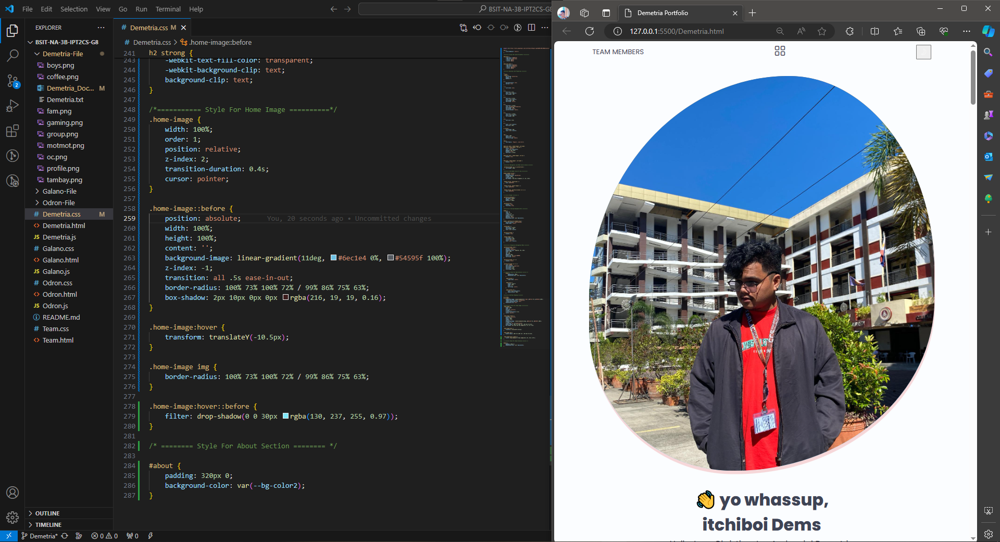 File Edit Selection View Go Run Terminal Help
BSIT-NA-3B-IPT2CS-G8
EXPLORER
BSIT-NA-3B-IPT2CS-G8
Demetria-File
boys.png
coffee.png
Demetria_Doc... M
Demetria.txt
fam.png
gaming.png
group.png
motmot.png
oc.png
profile.png
tambay.png
Galano-File
Odron-File
Demetria.css M
Demetria.html
Demetria.js
Galano.css
Galano.html
Galano.js
Odron.css
Odron.html
Odron.js
README.md
Team.css
Team.html
OUTLINE
TIMELINE
2
Demetria* 0 0 0
# Demetria.css M
# Demetria.css > .home-image::before
241 h2 strong {
243 -webkit-text-fill-color: transparent;
244 -webkit-background-clip: text;
245 background-clip: text;
246 }
247
248 /*=========== Style For Home Image ==========*/
249 .home-image {
250 width: 100%;
251 order: 1;
252 position: relative;
253 z-index: 2;
254 transition-duration: 0.4s;
255 cursor: pointer;
256 }
257
258 .home-image::before {
259 position: absolute; You, 20 seconds ago • Uncommitted changes
260 width: 100%;
261 height: 100%;
262 content: '';
263 background-image: linear-gradient(11deg, #6ec1e4 0%, #54595f 100%);
264 z-index: -1;
265 transition: all .5s ease-in-out;
266 border-radius: 100% 73% 100% 72% / 99% 86% 75% 63%;
267 box-shadow: 2px 10px 0px 0px rgba(216, 19, 19, 0.16);
268 }
269
270 .home-image:hover {
271 transform: translateY(-10.5px);
272 }
273
274 .home-image img {
275 border-radius: 100% 73% 100% 72% / 99% 86% 75% 63%;
276 }
277
278 .home-image:hover::before {
279 filter: drop-shadow(0 0 30px rgba(130, 237, 255, 0.97));
280 }
281
282 /* ======== Style For About Section ======== */
283
284 #about {
285 padding: 320px 0;
286 background-color: var(--bg-color2);
287 }
Demetria Portfolio
127.0.0.1:5500/Demetria.html
TEAM MEMBERS
👋 yo whassup,
itchiboi Dems